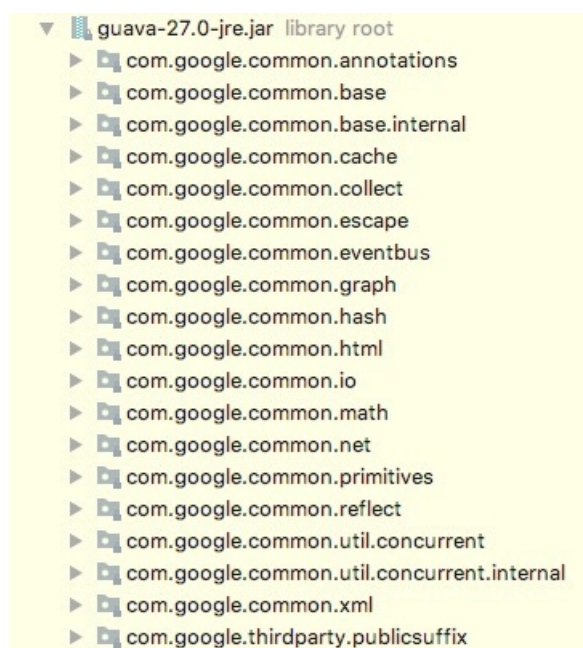 guava-27.0-jre.jar library root
com.google.common.annotations
com.google.common.base
com.google.common.base.internal
com.google.common.cache
com.google.common.collect
com.google.common.escape
com.google.common.eventbus
com.google.common.graph
com.google.common.hash
com.google.common.html
com.google.common.io
com.google.common.math
com.google.common.net
com.google.common.primitives
com.google.common.reflect
com.google.common.util.concurrent
com.google.common.util.concurrent.internal
com.google.common.xml
com.google.thirdparty.publicsuffix